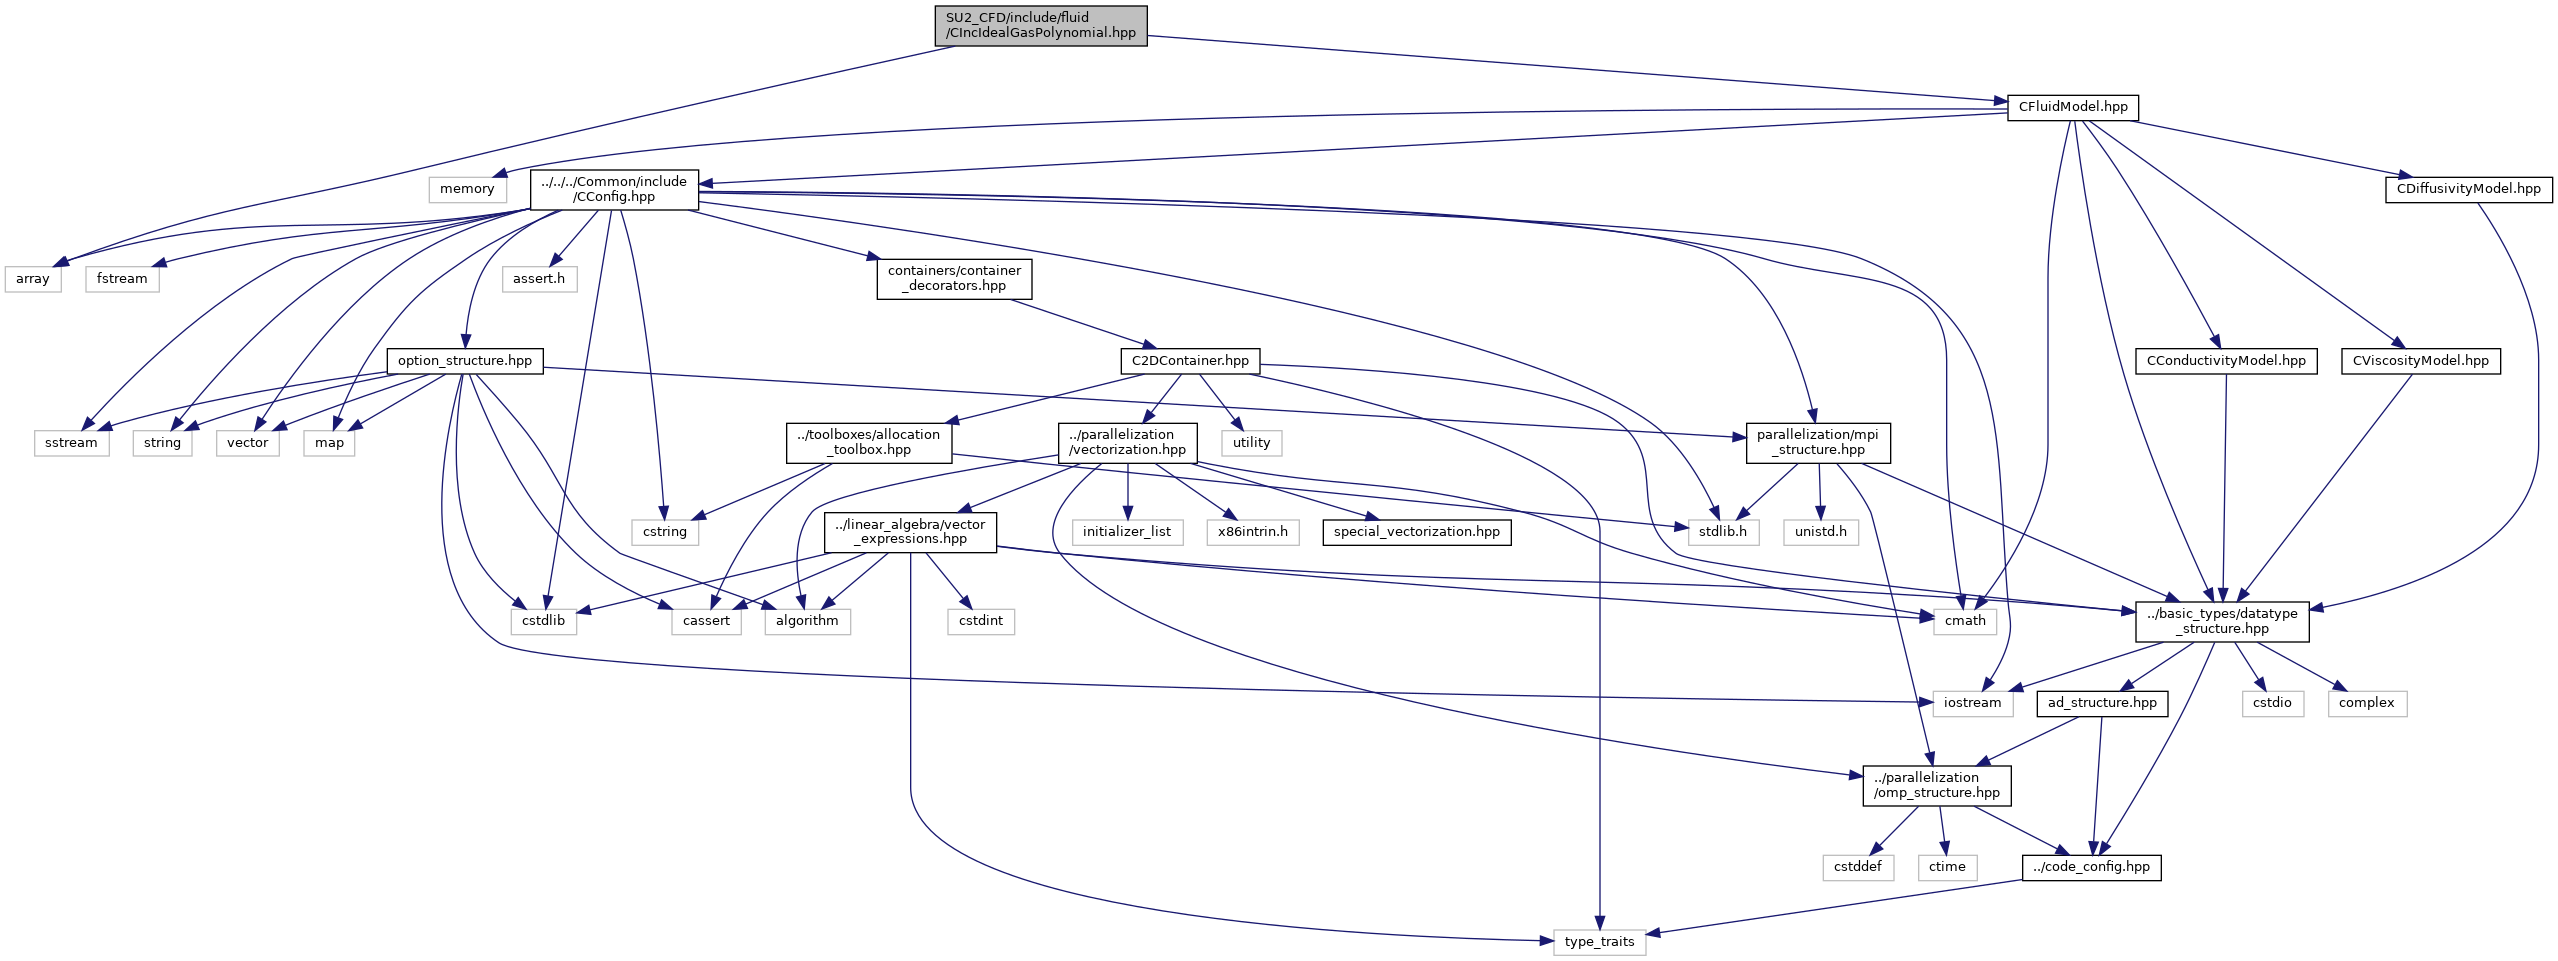 SU2_CFD/include/fluid
/CIncIdealGasPolynomial.hpp
CFluidModel.hpp
memory
../../../Common/include
/CConfig.hpp
CDiffusivityModel.hpp
array
fstream
assert.h
containers/container
_decorators.hpp
option_structure.hpp
C2DContainer.hpp
CConductivityModel.hpp
CViscosityModel.hpp
sstream
string
vector
map
../toolboxes/allocation
_toolbox.hpp
../parallelization
/vectorization.hpp
utility
parallelization/mpi
_structure.hpp
cstring
../linear_algebra/vector
_expressions.hpp
initializer_list
x86intrin.h
special_vectorization.hpp
stdlib.h
unistd.h
cstdlib
cassert
algorithm
cstdint
cmath
../basic_types/datatype
_structure.hpp
iostream
ad_structure.hpp
cstdio
complex
../parallelization
/omp_structure.hpp
cstddef
ctime
../code_config.hpp
type_traits